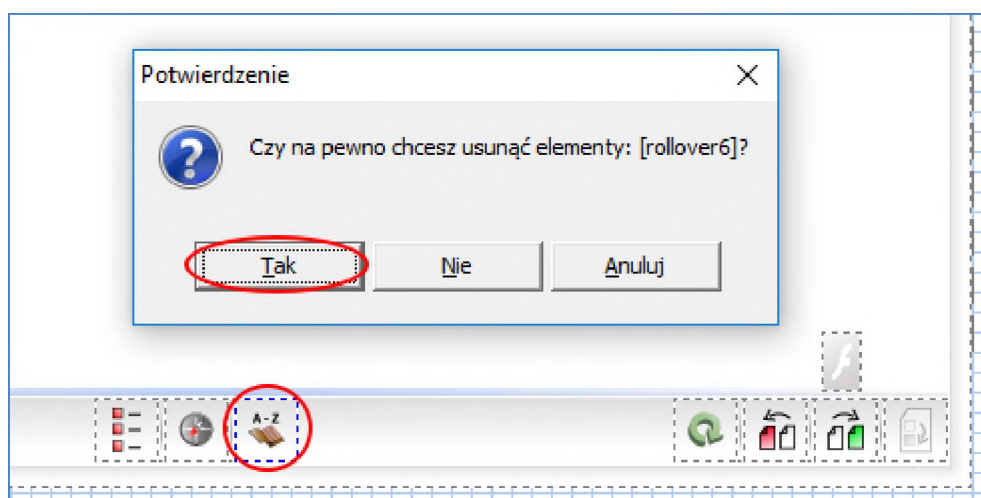 Potwierdzenie
Czy na pewno chcesz usunąć elementy: [rollover6]?
Tak Nie Anuluj
A-Z